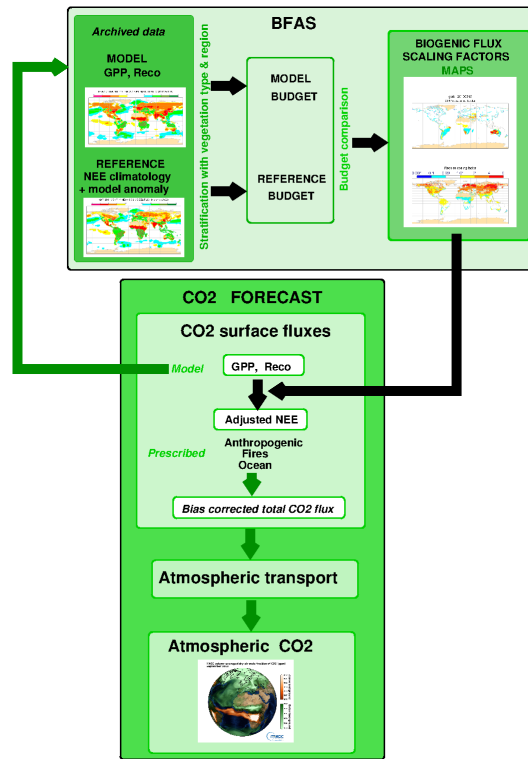 BFAS
Archived data
MODEL
GPP, Reco
REFERENCE
NEE climatology
+ model anomaly
Stratification with vegetation type & region
MODEL
BUDGET
REFERENCE
BUDGET
Budget comparison
BIOGENIC FLUX
SCALING FACTORS
MAPS
CO2 FORECAST
CO2 surface fluxes
Model
GPP, Reco
Adjusted NEE
Prescribed
Anthropogenic
Fires
Ocean
Bias corrected total CO2 flux
Atmospheric transport
Atmospheric CO2